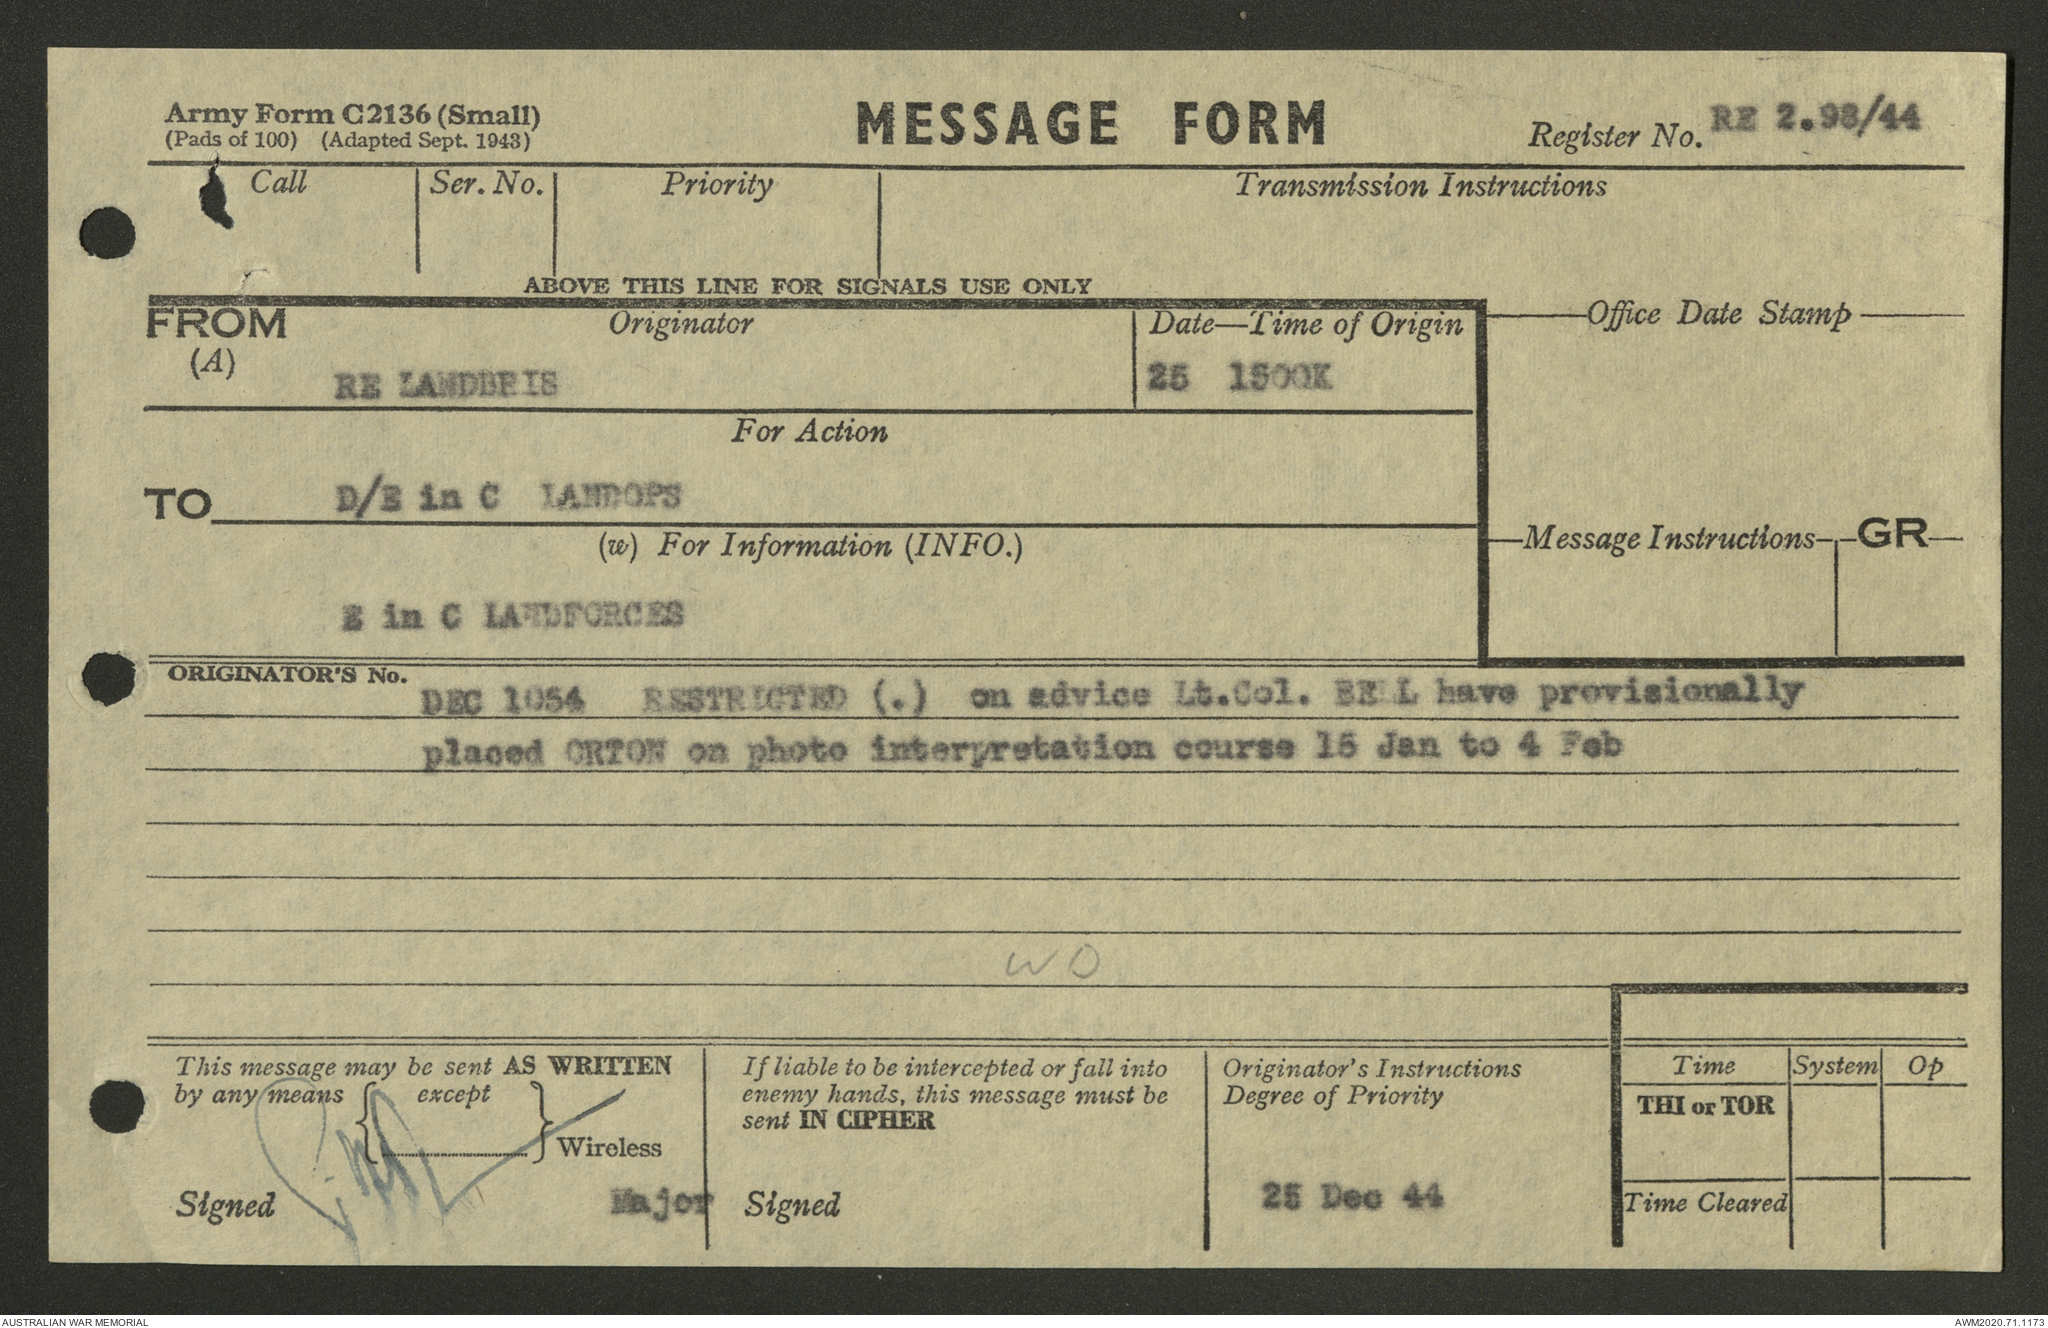 Army Form C2136 (Small)
(Pads of 100) (Adapted Sept. 1943)
MESSAGE FORM
Register No. RE 2.98/44
Call
Ser. No.
Priority
Transmission Instructions
ABOVE THIS LINE FOR SIGNALS USE ONLY
FROM
(A)
Originator
RE LANDBRIS
Date—Time of Origin
25 1500K
Office Date Stamp
For Action
TO
D/E in C LANDOPS
(w) For Information (INFO.)
E in C LANDFORCES
Message Instructions
GR
ORIGINATOR'S No.
DEC 1054 RESTRICTED (.) on advice Lt.Col. BELL have provisionally
placed ORTON on photo interpretation course 15 Jan to 4 Feb
WD
This message may be sent AS WRITTEN
by any means { except }
Wireless
Signed
Major
If liable to be intercepted or fall into
enemy hands, this message must be
sent IN CIPHER
Signed
Originator's Instructions
Degree of Priority
25 Dec 44
Time
System
Op
THI or TOR
Time Cleared
AUSTRALIAN WAR MEMORIAL
AWM2020.71.1173